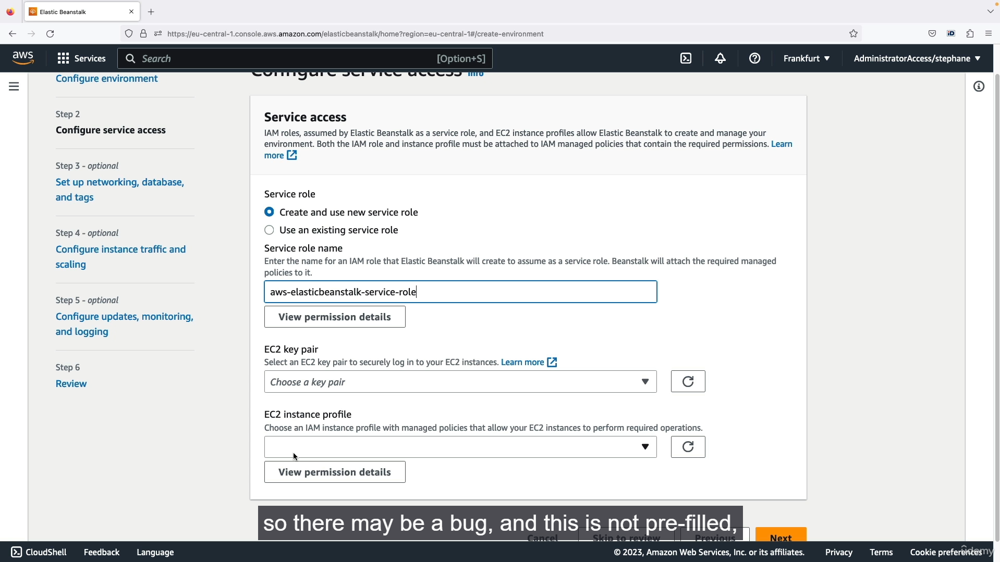 Elastic Beanstalk
https://eu-central-1.console.aws.amazon.com/elasticbeanstalk/home?region=eu-central-1#/create-environment
aws
Services
Search
[Option+S]
Frankfurt
AdministratorAccess/stephane
Configure environment
Step 2
Configure service access
Step 3 - optional
Set up networking, database,
and tags
Step 4 - optional
Configure instance traffic and
scaling
Step 5 - optional
Configure updates, monitoring,
and logging
Step 6
Review
Configure service access Info
Service access
IAM roles, assumed by Elastic Beanstalk as a service role, and EC2 instance profiles allow Elastic Beanstalk to create and manage your
environment. Both the IAM role and instance profile must be attached to IAM managed policies that contain the required permissions. Learn
more
Service role
Create and use new service role
Use an existing service role
Service role name
Enter the name for an IAM role that Elastic Beanstalk will create to assume as a service role. Beanstalk will attach the required managed
policies to it.
aws-elasticbeanstalk-service-role
View permission details
EC2 key pair
Select an EC2 key pair to securely log in to your EC2 instances. Learn more
Choose a key pair
EC2 instance profile
Choose an IAM instance profile with managed policies that allow your EC2 instances to perform required operations.
View permission details
so there may be a bug, and this is not pre-filled,
Cancel
Skip to review
Previous
Next
CloudShell
Feedback
Language
© 2023, Amazon Web Services, Inc. or its affiliates.
Privacy
Terms
Cookie preferences
ûdemy